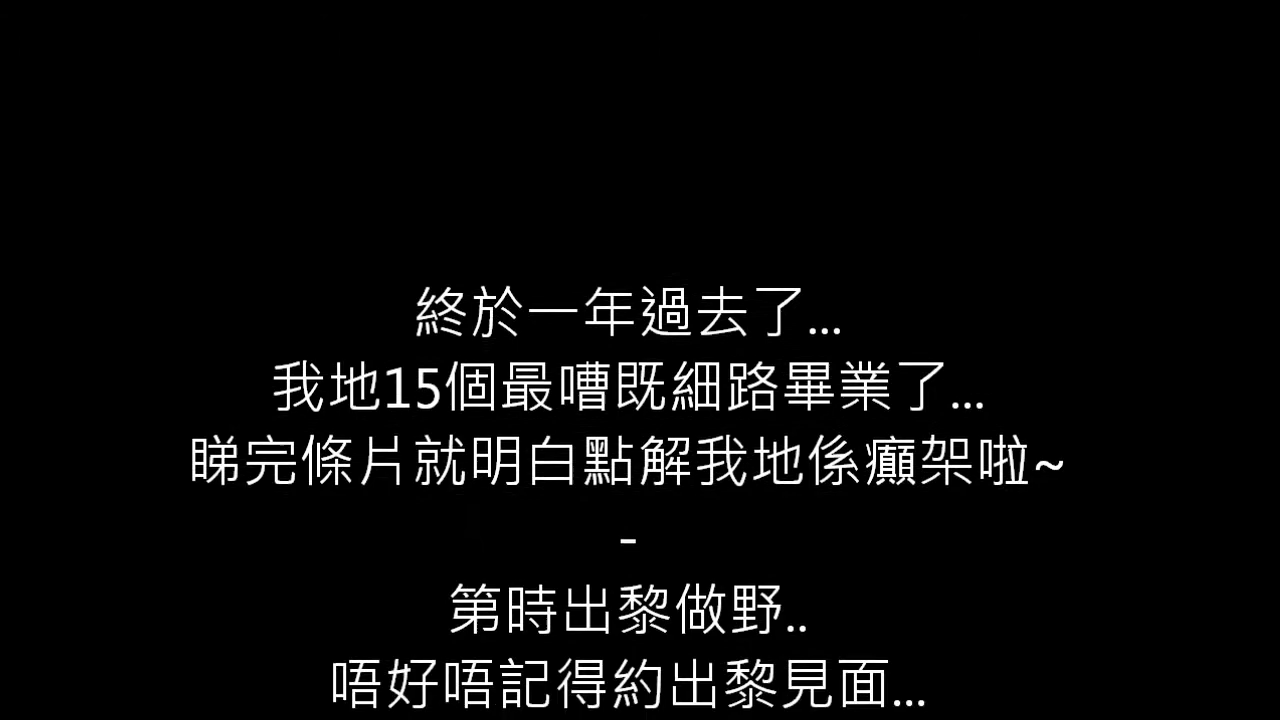 終於一年過去了...
我地15個最嘈既細路畢業了...
睇完條片就明白點解我地係癲架啦~
-
第時出黎做野..
唔好唔記得約出黎見面...